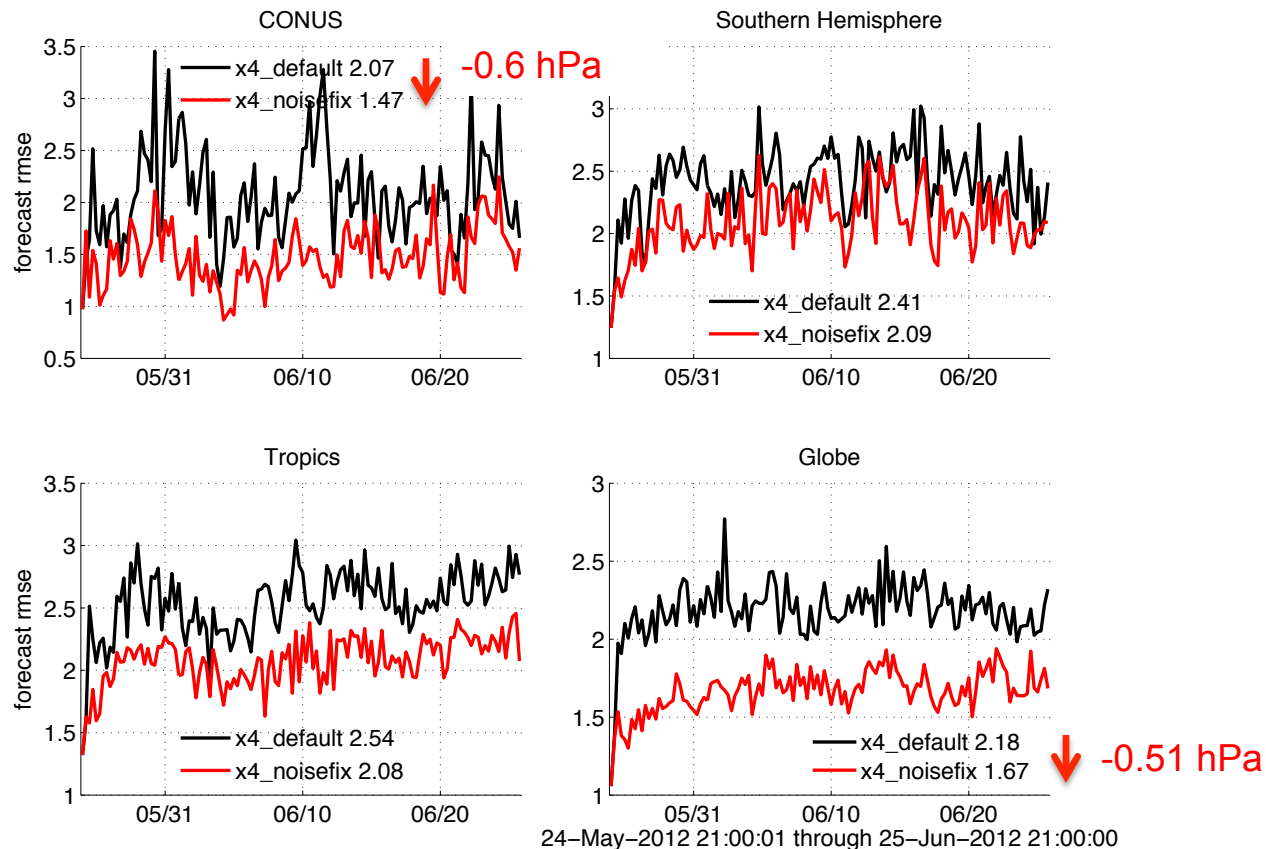 CONUS
3.5
3
2.5
2
1.5
1
0.5
forecast rmse
x4_default 2.07
x4_noisefix 1.47
-0.6 hPa
05/31
06/10
06/20
Southern Hemisphere
3
2.5
2
1.5
1
x4_default 2.41
x4_noisefix 2.09
05/31
06/10
06/20
Tropics
3.5
3
2.5
2
1.5
1
forecast rmse
x4_default 2.54
x4_noisefix 2.08
05/31
06/10
06/20
Globe
3
2.5
2
1.5
1
x4_default 2.18
x4_noisefix 1.67
-0.51 hPa
05/31
06/10
06/20
24−May−2012 21:00:01 through 25−Jun−2012 21:00:00